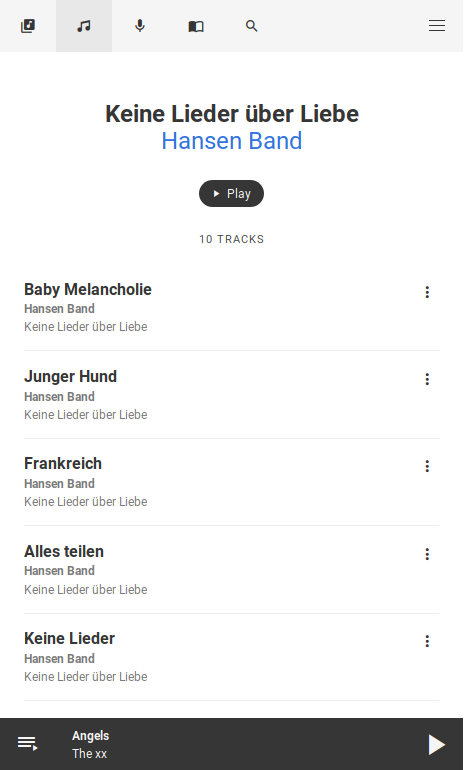 Keine Lieder über Liebe
Hansen Band
Play
10 TRACKS
Baby Melancholie
Hansen Band
Keine Lieder über Liebe
Junger Hund
Hansen Band
Keine Lieder über Liebe
Frankreich
Hansen Band
Keine Lieder über Liebe
Alles teilen
Hansen Band
Keine Lieder über Liebe
Keine Lieder
Hansen Band
Keine Lieder über Liebe
Angels
The xx